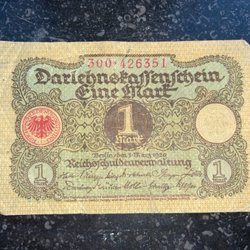 300·426351
Darlehnskassenschein
Eine Mark
1
Mark
Berlin, den 1. März 1920
Reichsschuldenverwaltung
1
1